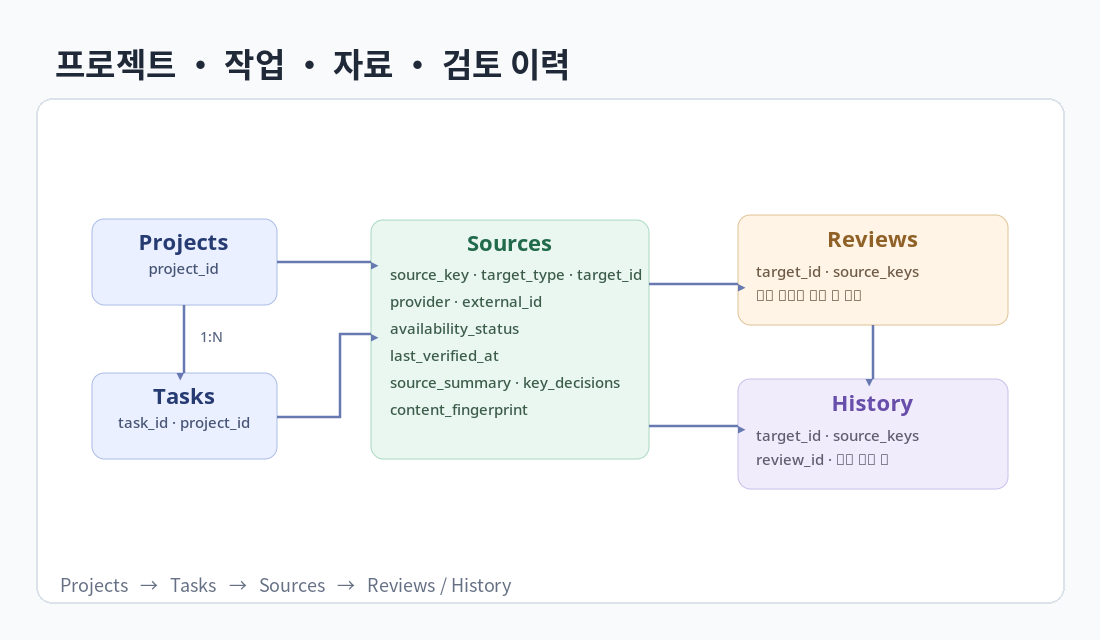 프로젝트 • 작업 • 자료 • 검토 이력
Projects
project_id
1:N
Tasks
task_id · project_id
Sources
source_key · target_type · target_id
provider · external_id
availability_status
last_verified_at
source_summary · key_decisions
content_fingerprint
Reviews
target_id · source_keys
History
target_id · source_keys
review_id ·
Projects → Tasks → Sources → Reviews / History